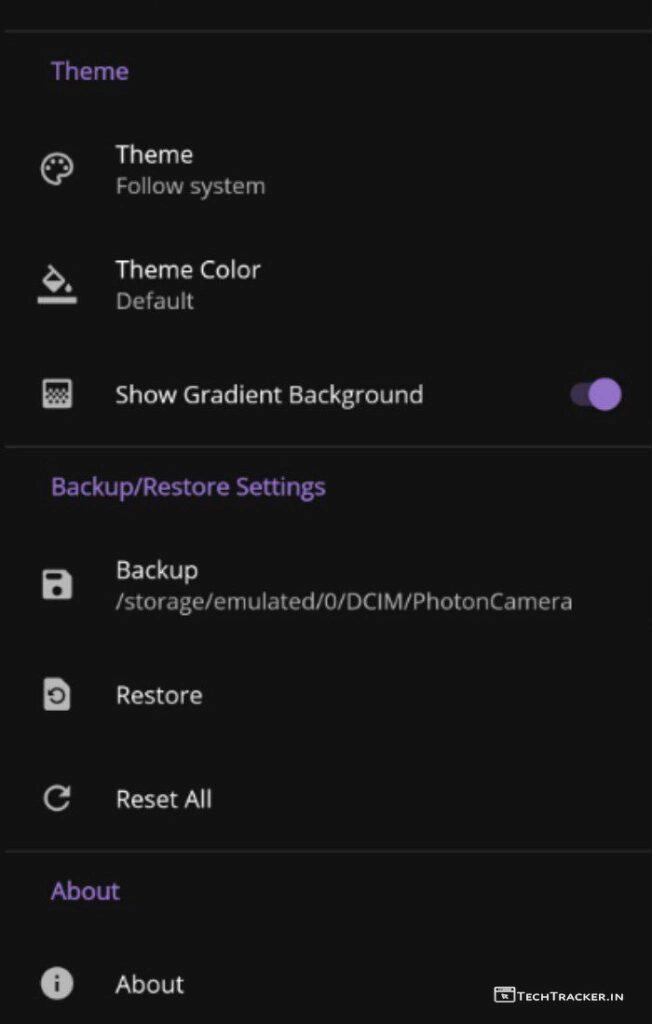 Theme
Theme
Follow system
Theme Color
Default
Show Gradient Background
Backup/Restore Settings
Backup
/storage/emulated/0/DCIM/PhotonCamera
Restore
Reset All
About
About
TECHTRACKER.IN